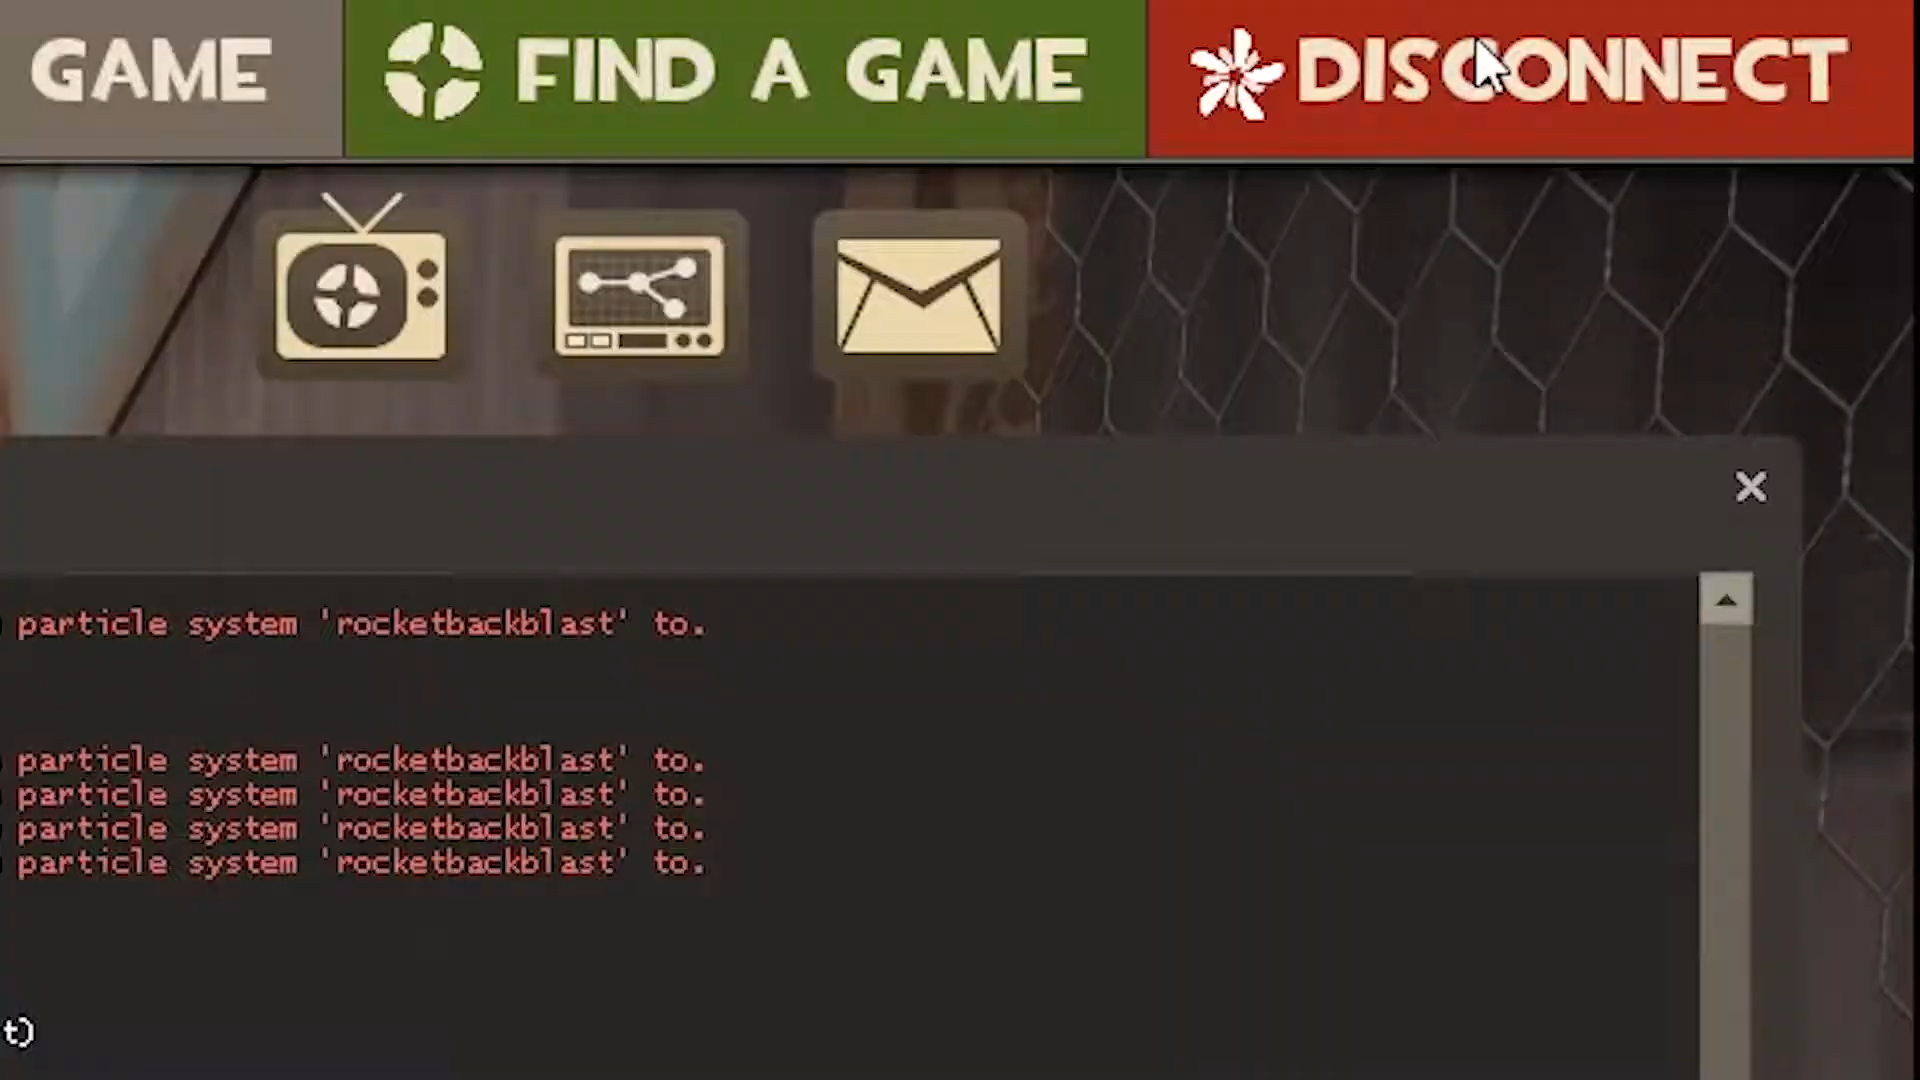 GAME
FIND A GAME
DISCONNECT
particle system 'rocketbackblast' to.
particle system 'rocketbackblast' to.
particle system 'rocketbackblast' to.
particle system 'rocketbackblast' to.
particle system 'rocketbackblast' to.
t)